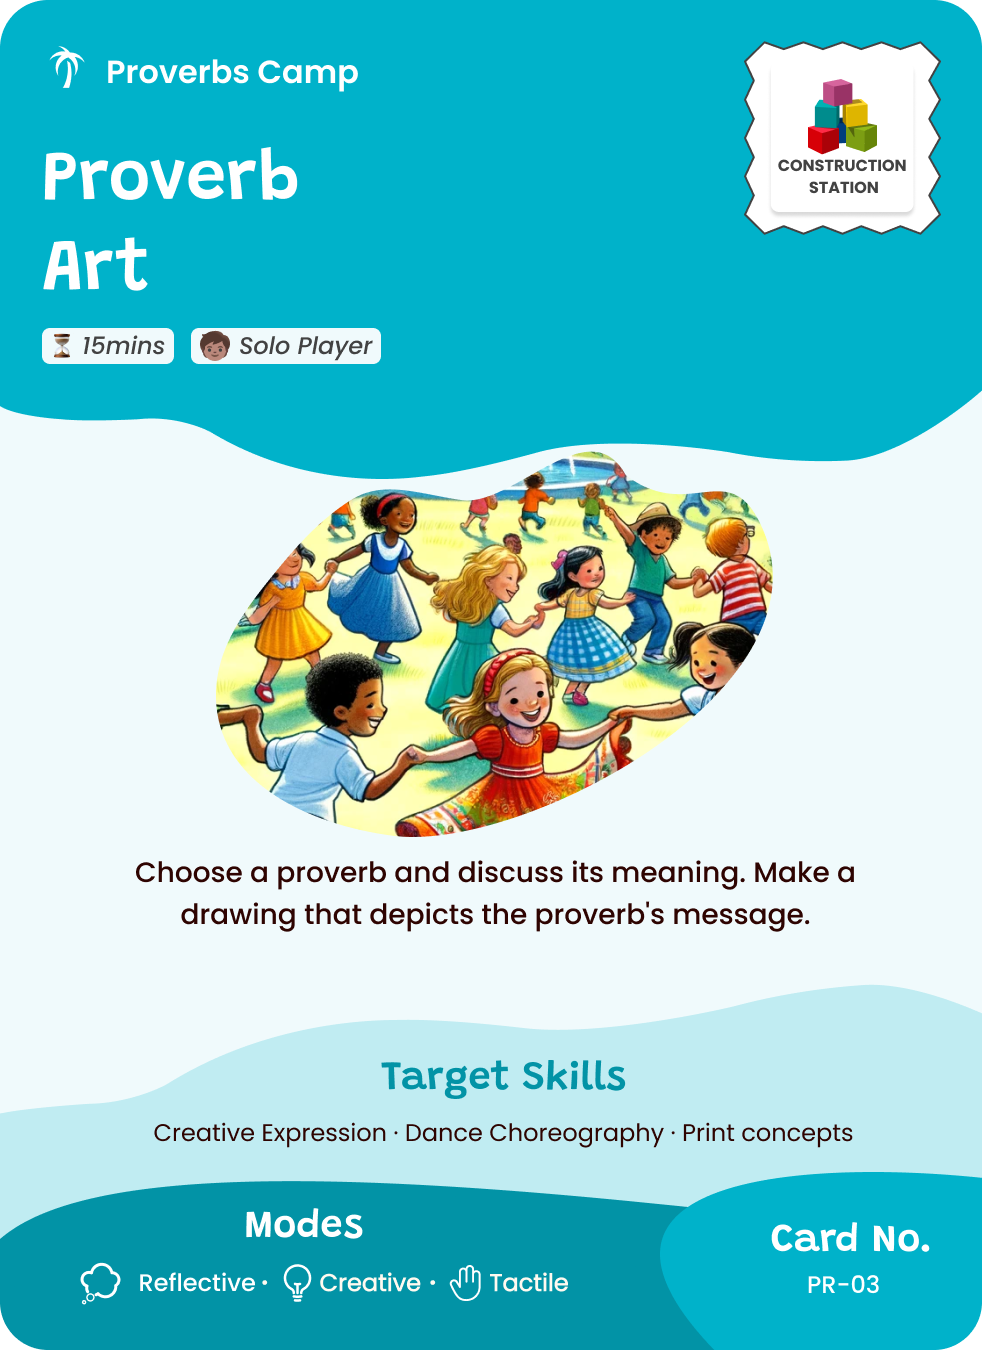 Proverbs Camp
CONSTRUCTION
STATION
Proverb
Art
15mins
Solo Player
Choose a proverb and discuss its meaning. Make a
drawing that depicts the proverb's message.
Target Skills
Creative Expression · Dance Choreography · Print concepts
Modes
Reflective · Creative · Tactile
Card No.
PR-03